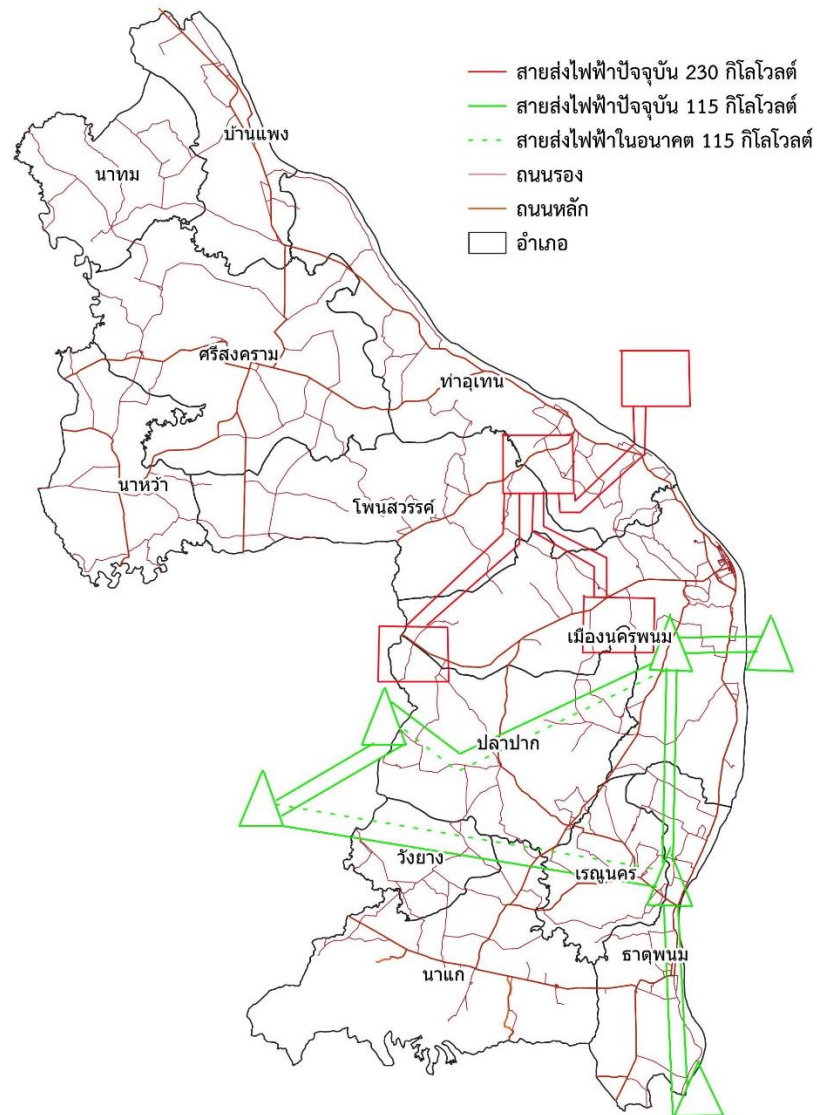 สายส่งไฟฟ้าปัจจุบัน 230 กิโลโวลต์
สายส่งไฟฟ้าปัจจุบัน 115 กิโลโวลต์
สายส่งไฟฟ้าในอนาคต 115 กิโลโวลต์
ถนนรอง
ถนนหลัก
อำเภอ
บ้านแพง
นาทม
ศรีสงคราม
ท่าอุเทน
นาหว้า
โพนสวรรค์
เมืองนครพนม
ปลาปาก
วังยาง
เรณูนคร
ธาตุพนม
นาแก